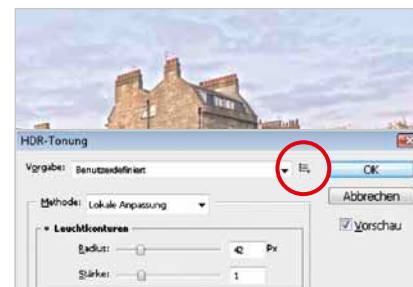 HDR-Tonung
Vorgabe: Benutzerdefiniert
OK
Methode: Lokale Anpassung
Abbrechen
Vorschau
Leuchtkonturen
Radius: 42 Px
Stärke: 1